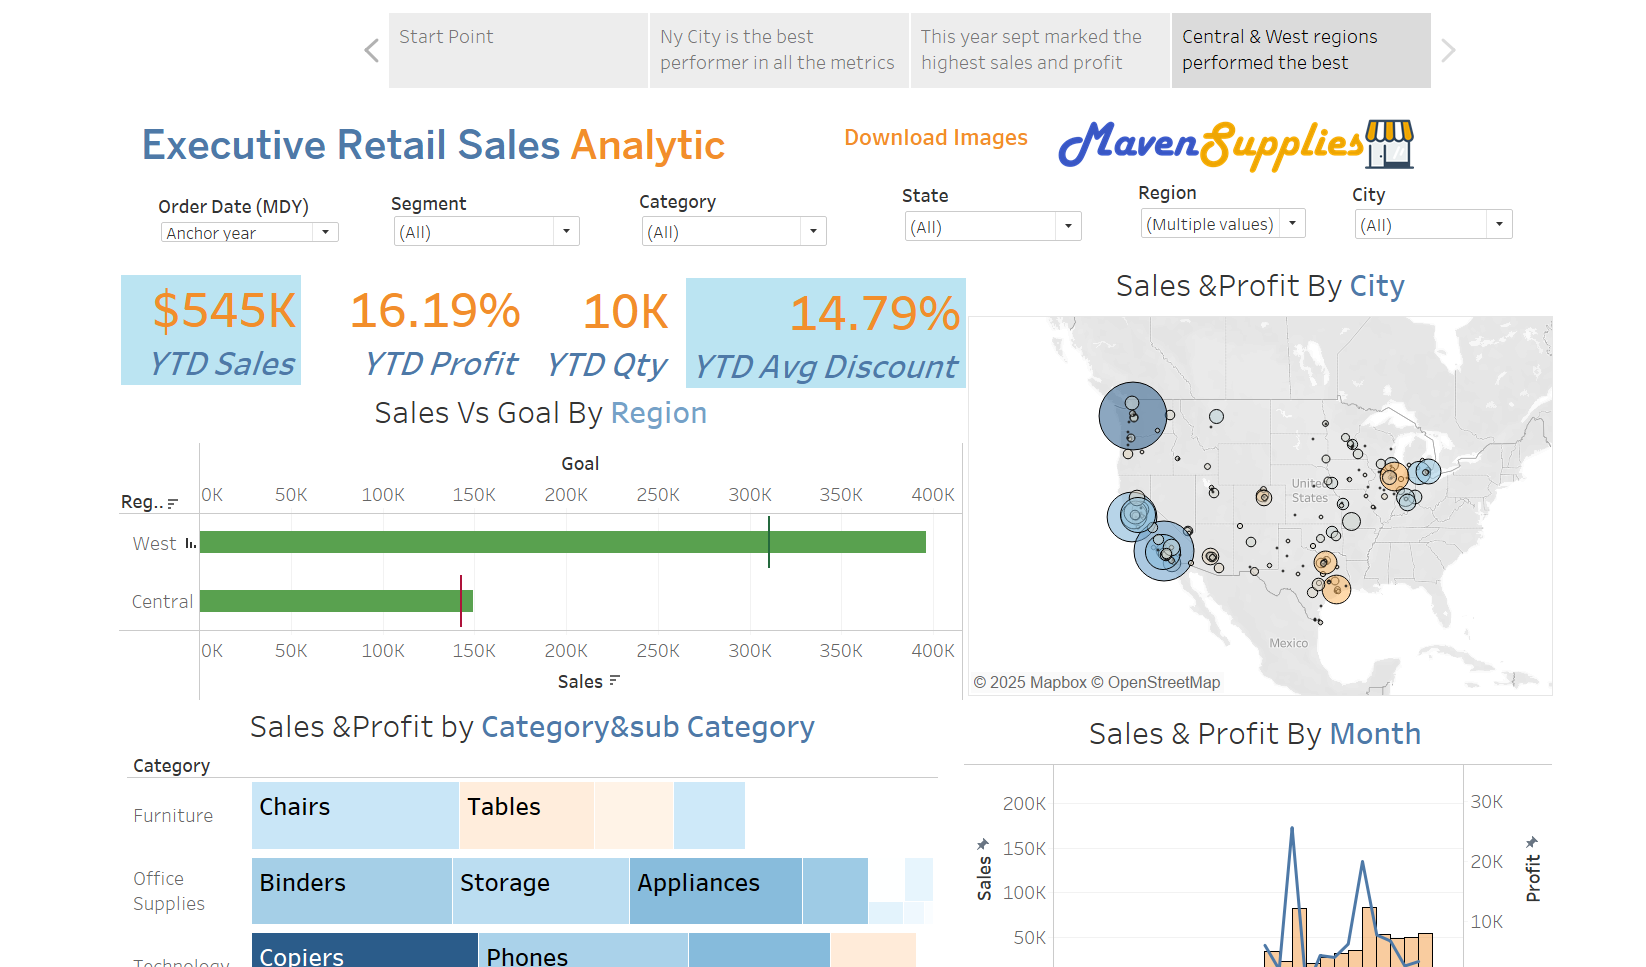 Start Point
Ny City is the best
performer in all the metrics
This year sept marked the
highest sales and profit
Central & West regions
performed the best
Executive Retail Sales Analytic
Download Images
MavenSupplies
Order Date (MDY)
Anchor year
Segment
(All)
Category
(All)
State
(All)
Region
(Multiple values)
City
(All)
$545K
YTD Sales
16.19%
YTD Profit
10K
YTD Qty
14.79%
YTD Avg Discount
Sales Vs Goal By Region
Goal
Reg..
0K 50K 100K 150K 200K 250K 300K 350K 400K
West
Central
0K 50K 100K 150K 200K 250K 300K 350K 400K
Sales
Sales &Profit By City
United
States
Mexico
© 2025 Mapbox © OpenStreetMap
Sales &Profit by Category&sub Category
Category
Furniture
Chairs
Tables
Office
Supplies
Binders
Storage
Appliances
Technology
Copiers
Phones
Sales & Profit By Month
Sales
200K
150K
100K
50K
30K
20K
10K
Profit